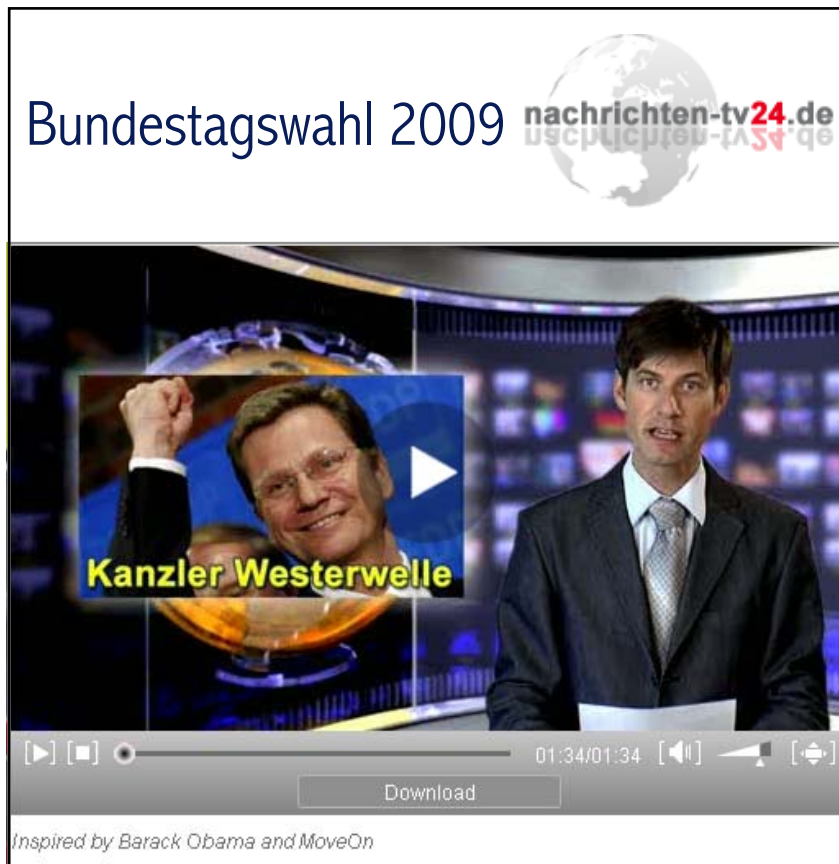 Bundestagswahl 2009
nachrichten-tv24.de
Kanzler Westerwelle
01:34/01:34
Download
Inspired by Barack Obama and MoveOn